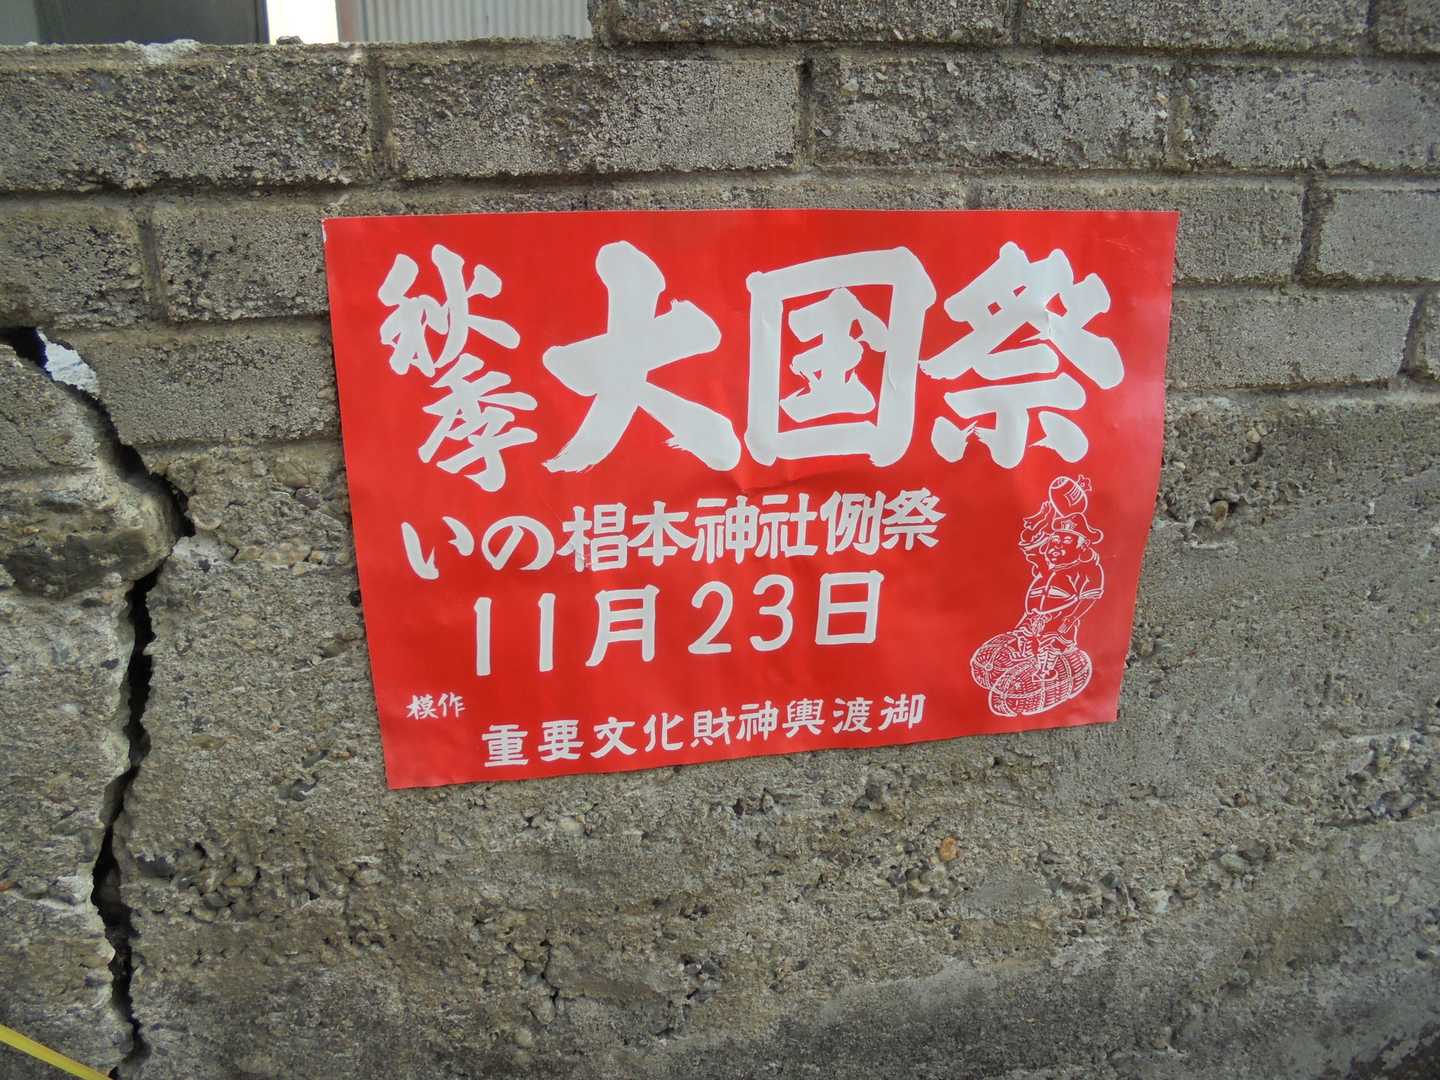 秋季 大国祭
いの椙本神社例祭
11月23日
模作 重要文化財神輿渡御